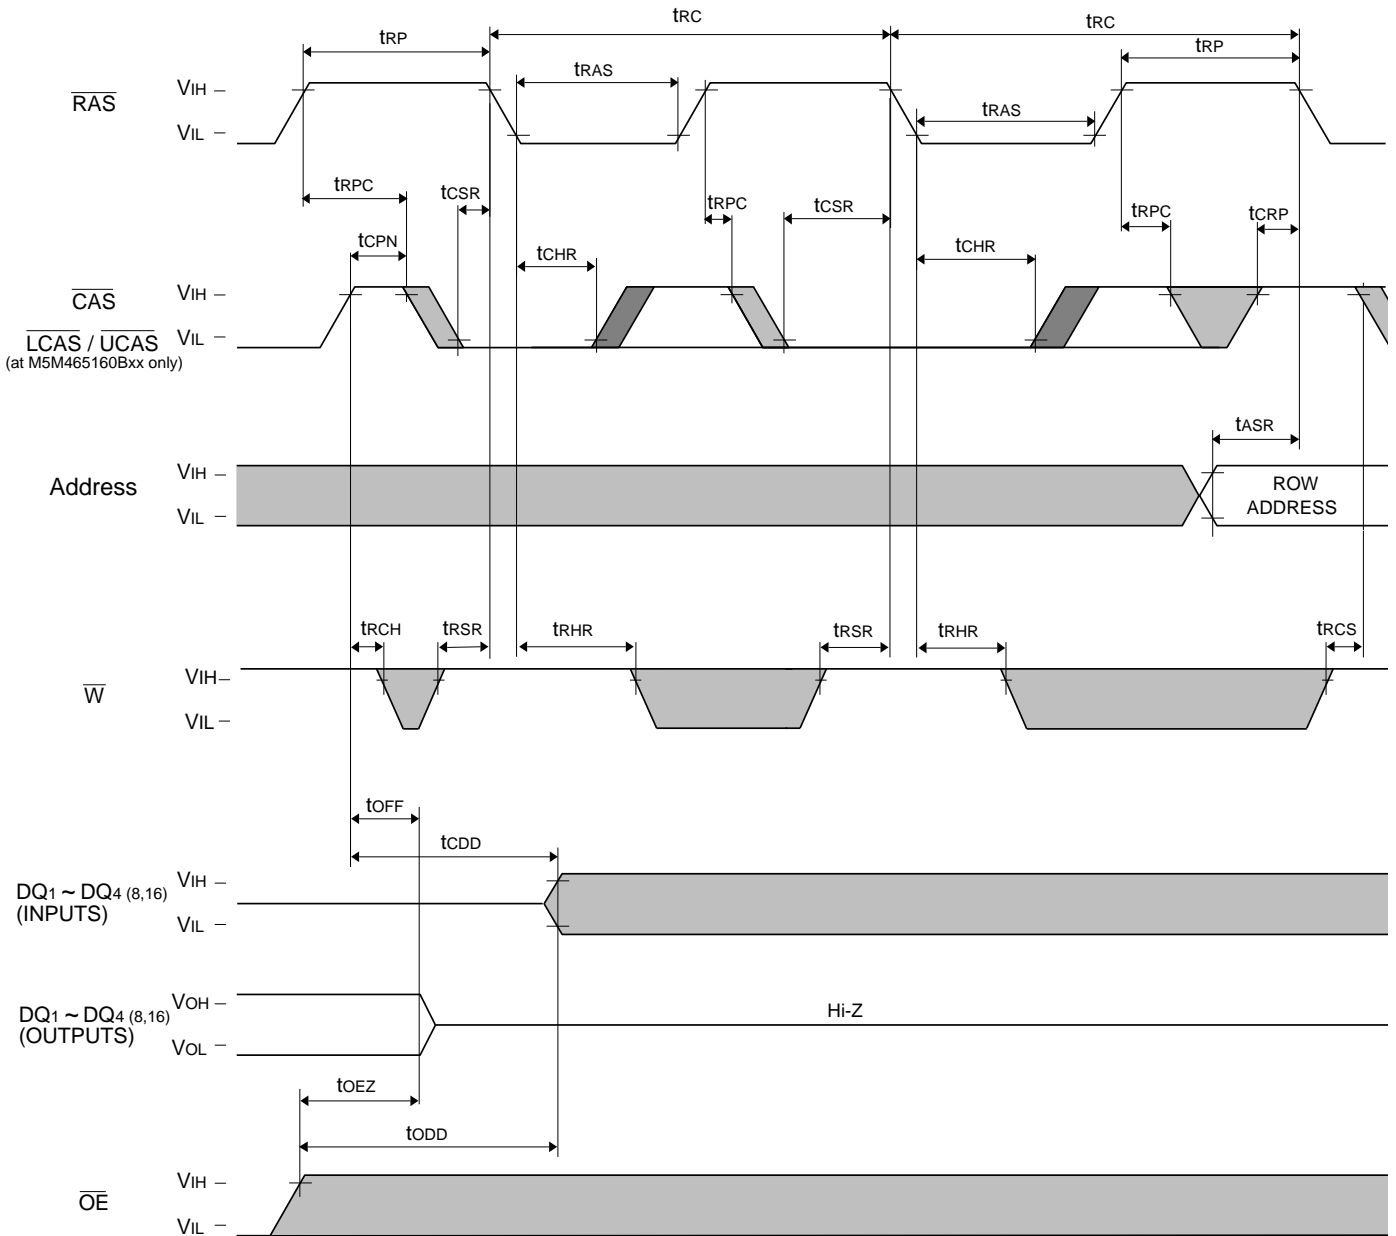 tRC
tRC
tRP
tRP
tRAS
tRAS
RAS
VIH
VIL
tRPC
tCSR
tRPC
tCSR
tRPC
tCRP
tCPN
tCHR
tCHR
CAS
LCAS / UCAS
(at M5M465160Bxx only)
VIH
VIL
tASR
Address
VIH
VIL
ROW
ADDRESS
tRCH
tRSR
tRHR
tRSR
tRHR
tRCS
W
VIH
VIL
tOFF
tCDD
DQ1 ~ DQ4 (8,16)
(INPUTS)
VIH
VIL
DQ1 ~ DQ4 (8,16)
(OUTPUTS)
VOH
VOL
Hi-Z
tOEZ
tODD
OE
VIH
VIL